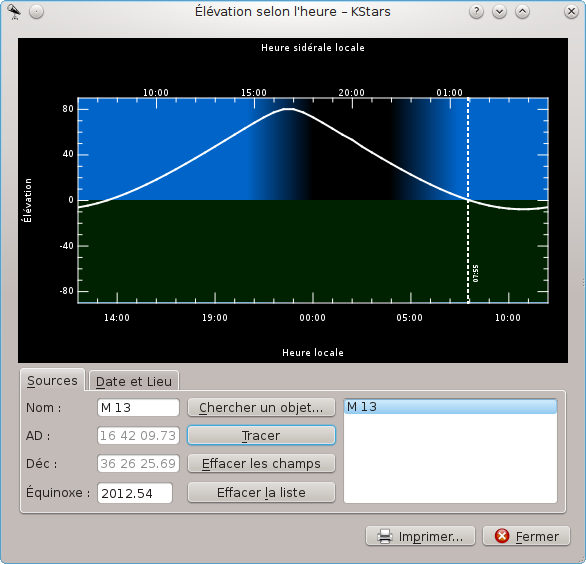 Élévation selon l'heure – KStars
Heure sidérale locale
10:00 15:00 20:00 01:00
80
40
0
-40
-80
Élévation
07:55
14:00 19:00 00:00 05:00 10:00
Heure locale
Sources Date et Lieu
Nom : M 13 Chercher un objet... M 13
AD : 16 42 09.73 Tracer
Déc : 36 26 25.69 Effacer les champs
Équinoxe : 2012.54 Effacer la liste
Imprimer... Fermer